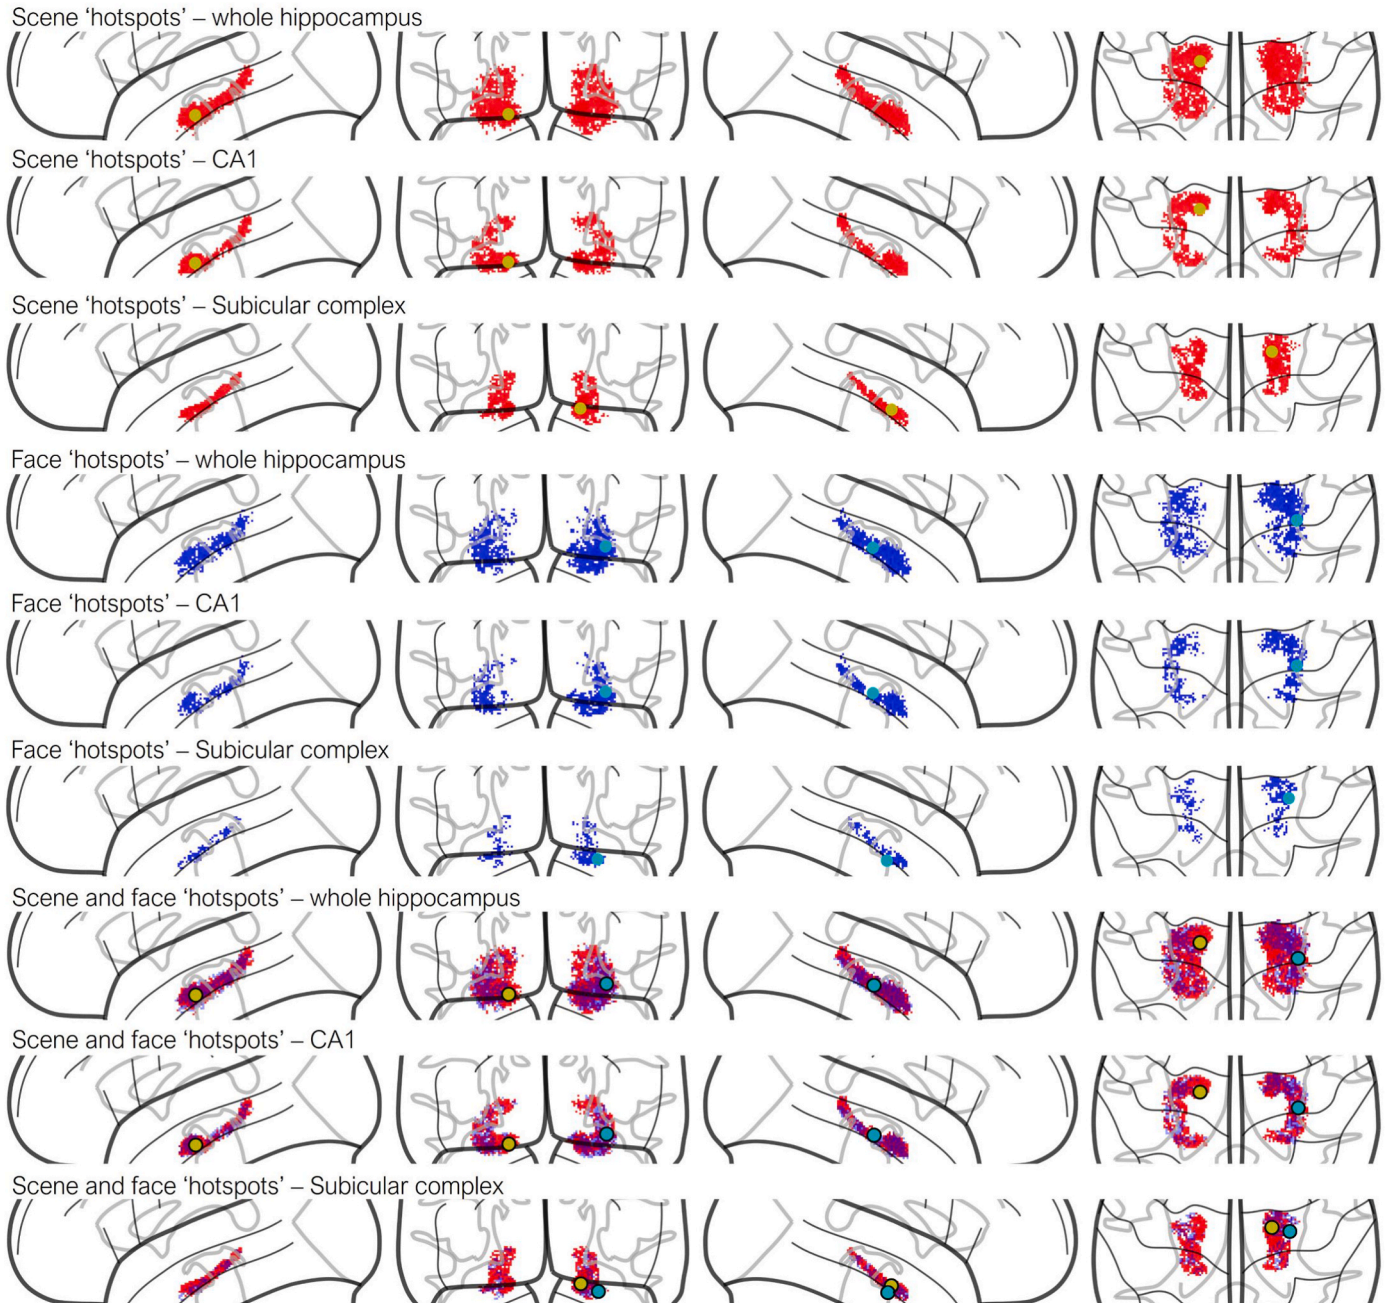 Scene ‘hotspots’ – whole hippocampus
Scene ‘hotspots’ – CA1
Scene ‘hotspots’ – Subicular complex
Face ‘hotspots’ – whole hippocampus
Face ‘hotspots’ – CA1
Face ‘hotspots’ – Subicular complex
Scene and face ‘hotspots’ – whole hippocampus
Scene and face ‘hotspots’ – CA1
Scene and face ‘hotspots’ – Subicular complex